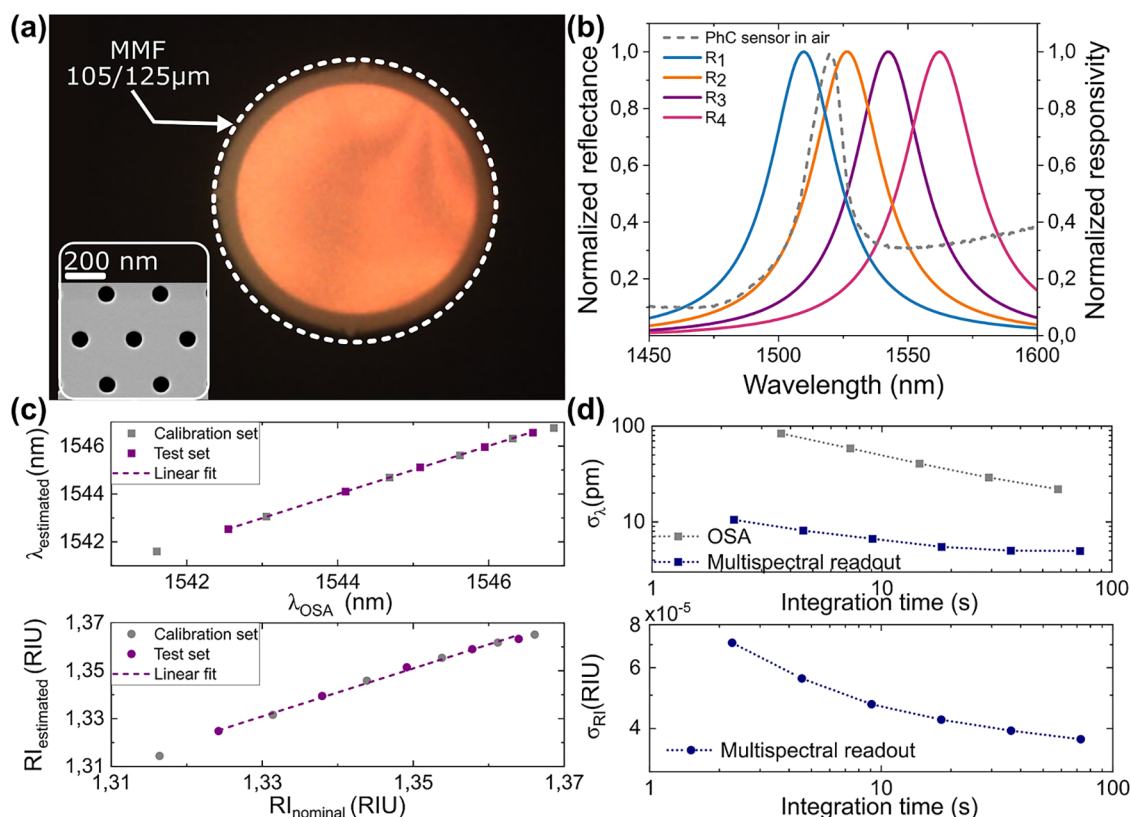 (a)
MMF
105/125μm
200 nm
(b)
Normalized reflectance
1,0
0,8
0,6
0,4
0,2
PhC sensor in air
R1
R2
R3
R4
1,0
0,8
0,6
0,4
0,2
0,0
Normalized responsivity
1450
1500
1550
1600
Wavelength (nm)
(c)
λestimated(nm)
1546
1544
1542
Calibration set
Test set
Linear fit
1542
1544
1546
λOSA (nm)
RIestimated (RIU)
1,37
1,35
1,33
1,31
Calibration set
Test set
Linear fit
1,31
1,33
1,35
1,37
RInominal (RIU)
(d)
σλ(pm)
100
10
OSA
Multispectral readout
1
10
100
Integration time (s)
×10-5
σRI(RIU)
8
6
4
Multispectral readout
1
10
100
Integration time (s)